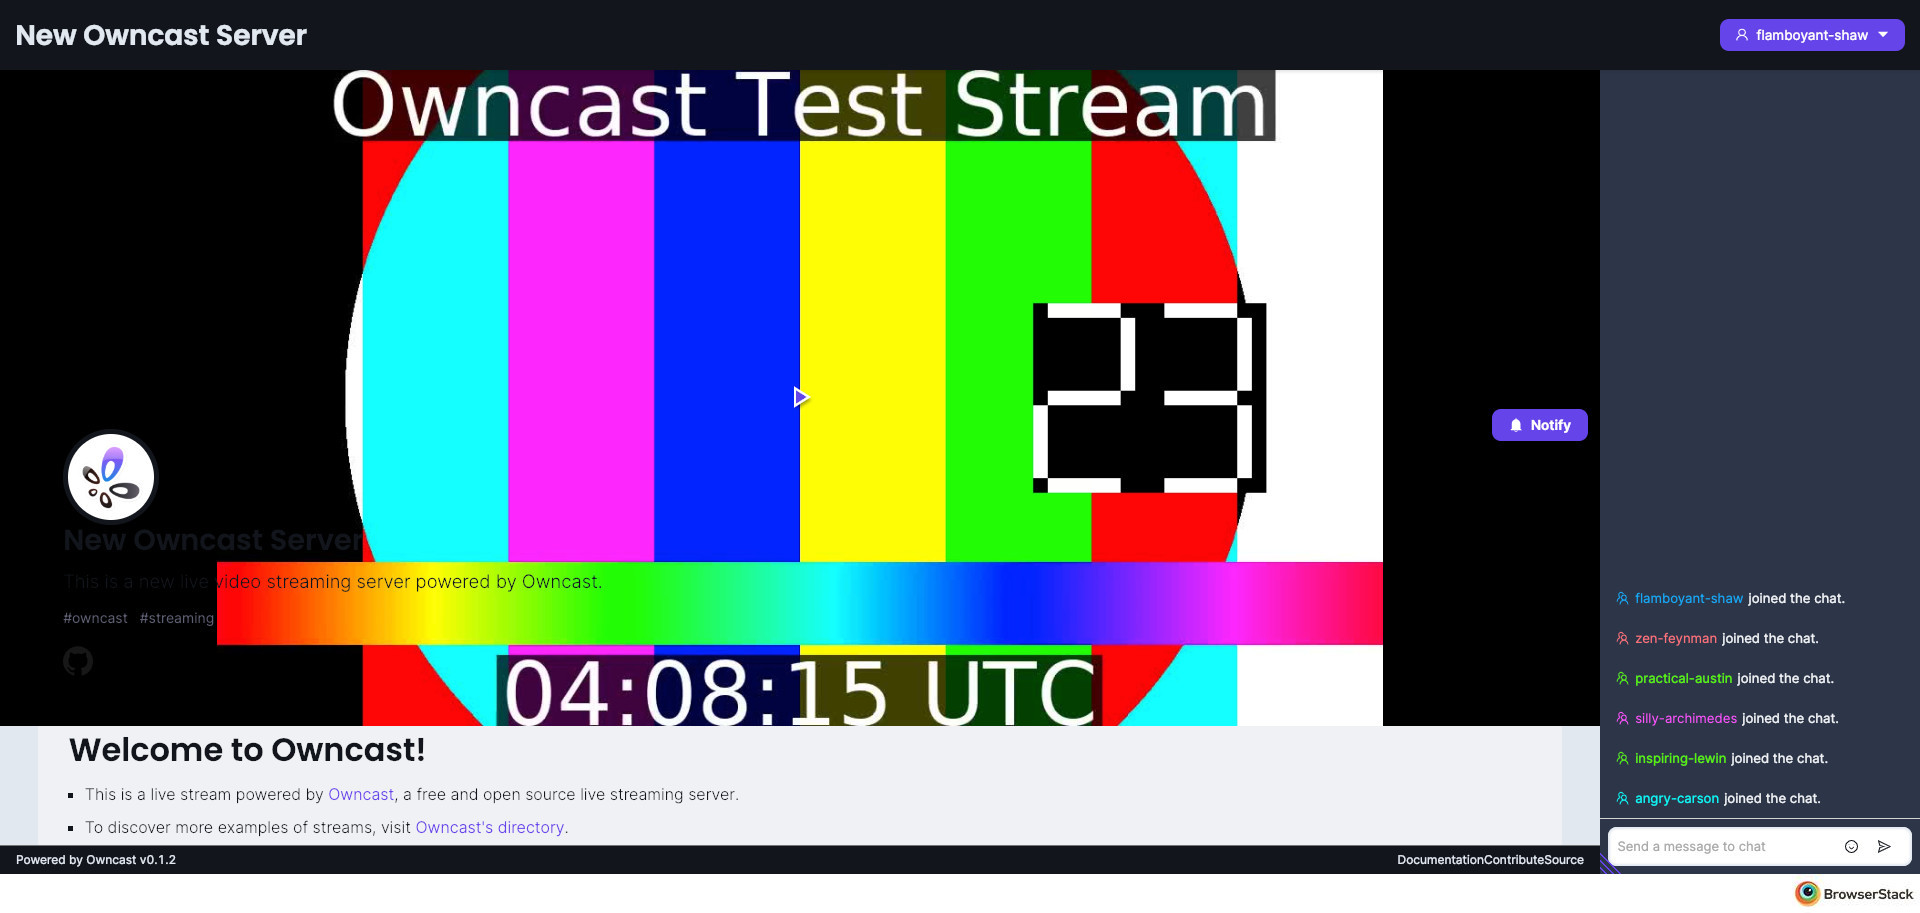 New Owncast Server
flamboyant-shaw
Owncast Test Stream
23
Notify
New Owncast Server
This is a new live video streaming server powered by Owncast.
#owncast #streaming
04:08:15 UTC
Welcome to Owncast!
This is a live stream powered by Owncast, a free and open source live streaming server.
To discover more examples of streams, visit Owncast's directory.
Powered by Owncast v0.1.2
DocumentationContributeSource
flamboyant-shaw joined the chat.
zen-feynman joined the chat.
practical-austin joined the chat.
silly-archimedes joined the chat.
inspiring-lewin joined the chat.
angry-carson joined the chat.
Send a message to chat
BrowserStack